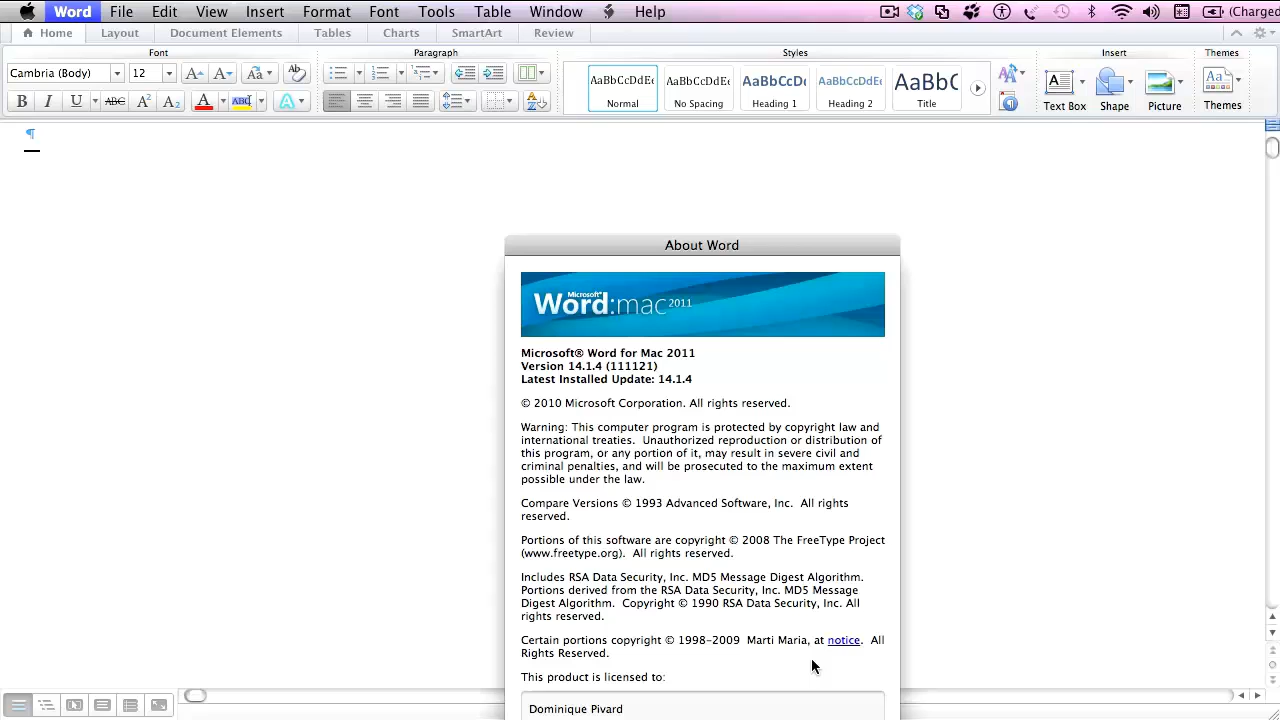 Word File Edit View Insert Format Font Tools Table Window Help (Charged
Home Layout Document Elements Tables Charts SmartArt Review
Font Paragraph Styles Insert Themes
Cambria (Body) 12 A A Aa Ab
AaBbCcDdEe AaBbCcDdEe AaBbCcDc AaBbCcDdEe AaBbC
B I U ABC A² A₂ A ABC A
Normal No Spacing Heading 1 Heading 2 Title
Text Box Shape Picture Themes
¶
About Word
Microsoft®
Word:mac 2011
Microsoft® Word for Mac 2011
Version 14.1.4 (111121)
Latest Installed Update: 14.1.4
© 2010 Microsoft Corporation. All rights reserved.
Warning: This computer program is protected by copyright law and
international treaties. Unauthorized reproduction or distribution of
this program, or any portion of it, may result in severe civil and
criminal penalties, and will be prosecuted to the maximum extent
possible under the law.
Compare Versions © 1993 Advanced Software, Inc. All rights
reserved.
Portions of this software are copyright © 2008 The FreeType Project
(www.freetype.org). All rights reserved.
Includes RSA Data Security, Inc. MD5 Message Digest Algorithm.
Portions derived from the RSA Data Security, Inc. MD5 Message
Digest Algorithm. Copyright © 1990 RSA Data Security, Inc. All
rights reserved.
Certain portions copyright © 1998-2009 Marti Maria, at notice. All
Rights Reserved.
This product is licensed to:
Dominique Pivard